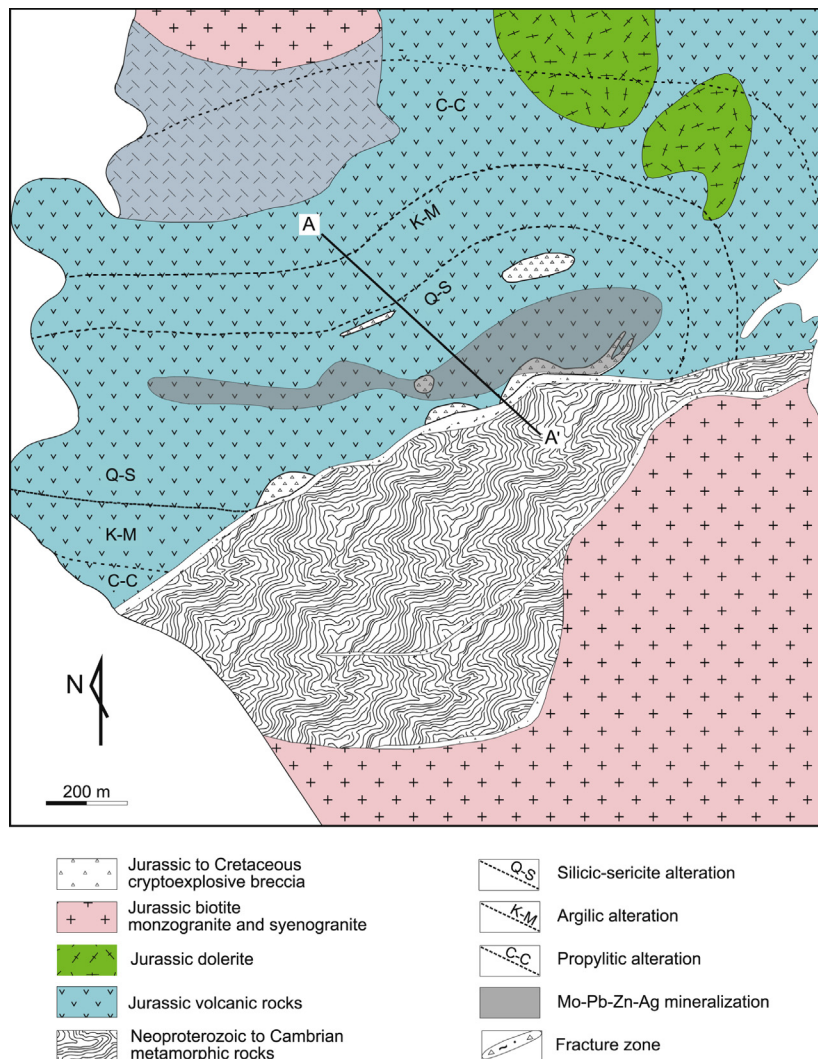 C-C
A
K-M
Q-S
A'
Q-S
K-M
C-C
N
200 m
Jurassic to Cretaceous
cryptoexplosive breccia
Jurassic biotite
monzogranite and syenogranite
Jurassic dolerite
Jurassic volcanic rocks
Neoproterozoic to Cambrian
metamorphic rocks
Q-S
Silicic-sericite alteration
K-M
Argilic alteration
C-C
Propylitic alteration
Mo-Pb-Zn-Ag mineralization
Fracture zone